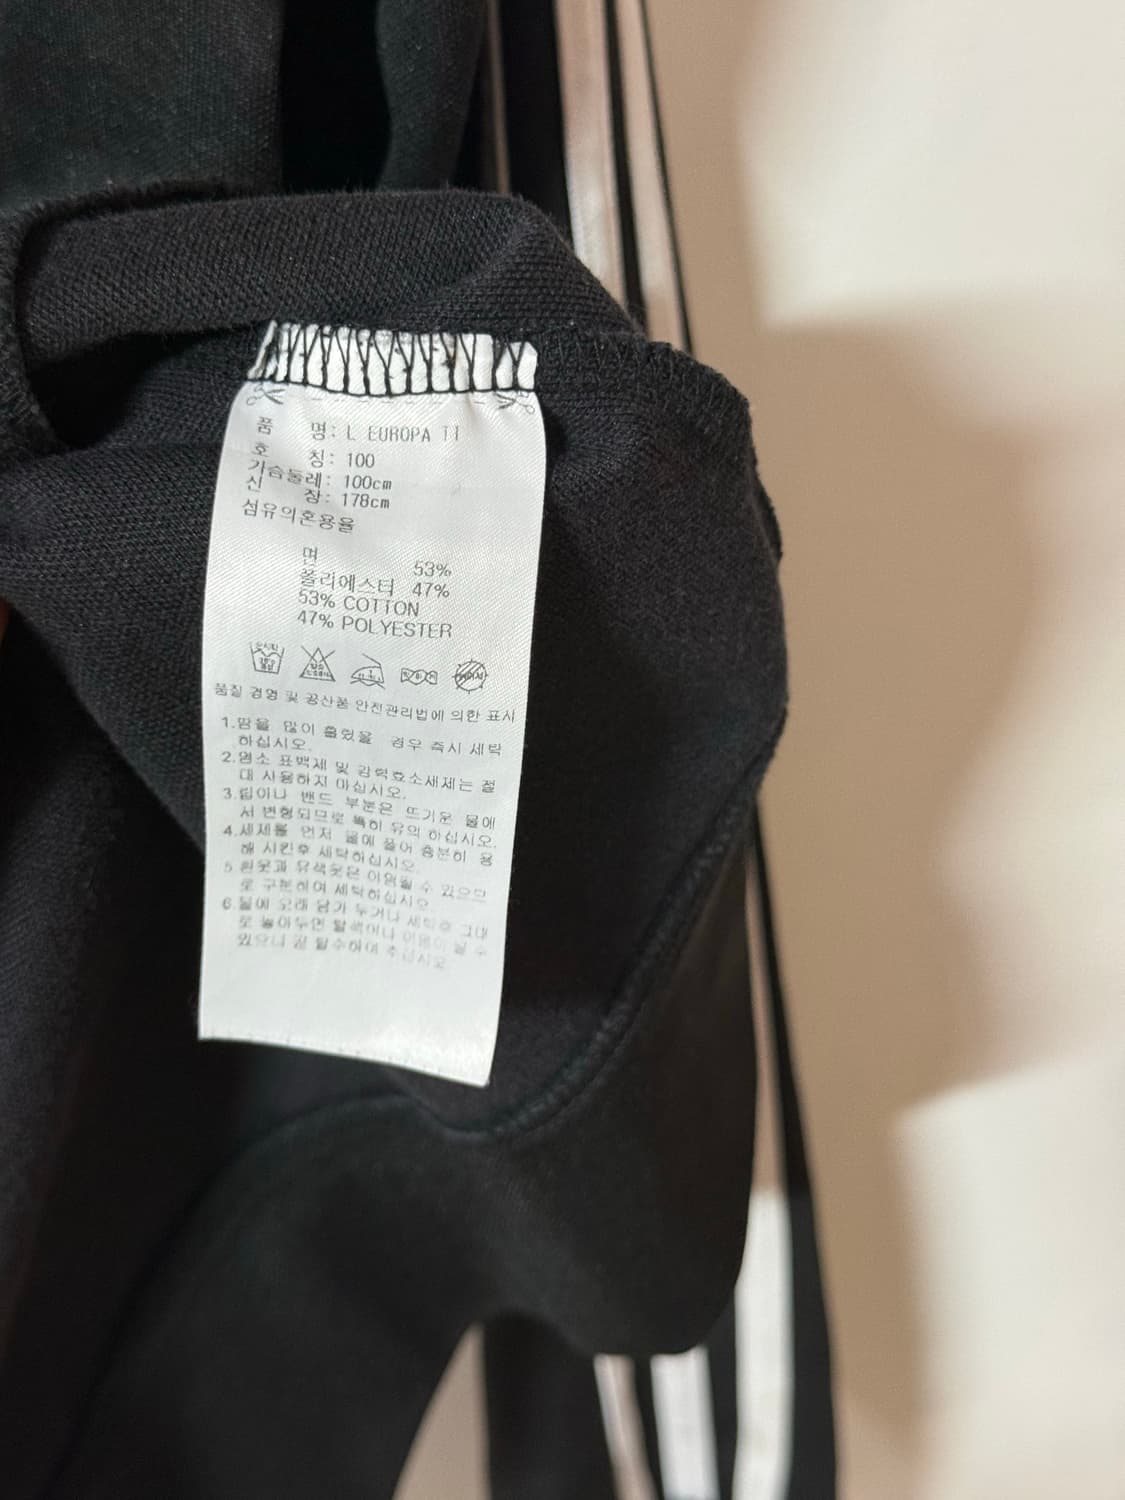 품 명: L EUROPA TT
호 칭: 100
가슴둘레: 100cm
신 장: 178cm
섬유의혼용율
면 53%
폴리에스터 47%
53% COTTON
47% POLYESTER
품질 경영 및 공산품 안전관리법에 의한 표시
1.땀을 많이 흘렸을 경우 즉시 세탁
하십시오.
2.염소 표백제 및 강력효소세제는 절
대 사용하지 마십시오.
3.립이나 밴드 부분은 뜨거운 물에
서 변형되므로 특히 유의 하십시오.
4.세제를 먼저 물에 풀어 충분히 용
해 시킨후 세탁하십시오.
5 흰옷과 유색옷은 이염될 수 있으므
로 구분하여 세탁하십시오
6.물에 오래 담가 두거나 세탁후 그대
로 놓아두면 탈색이나 이염이 될 수
있으니 곧 탈수하여 주십시오